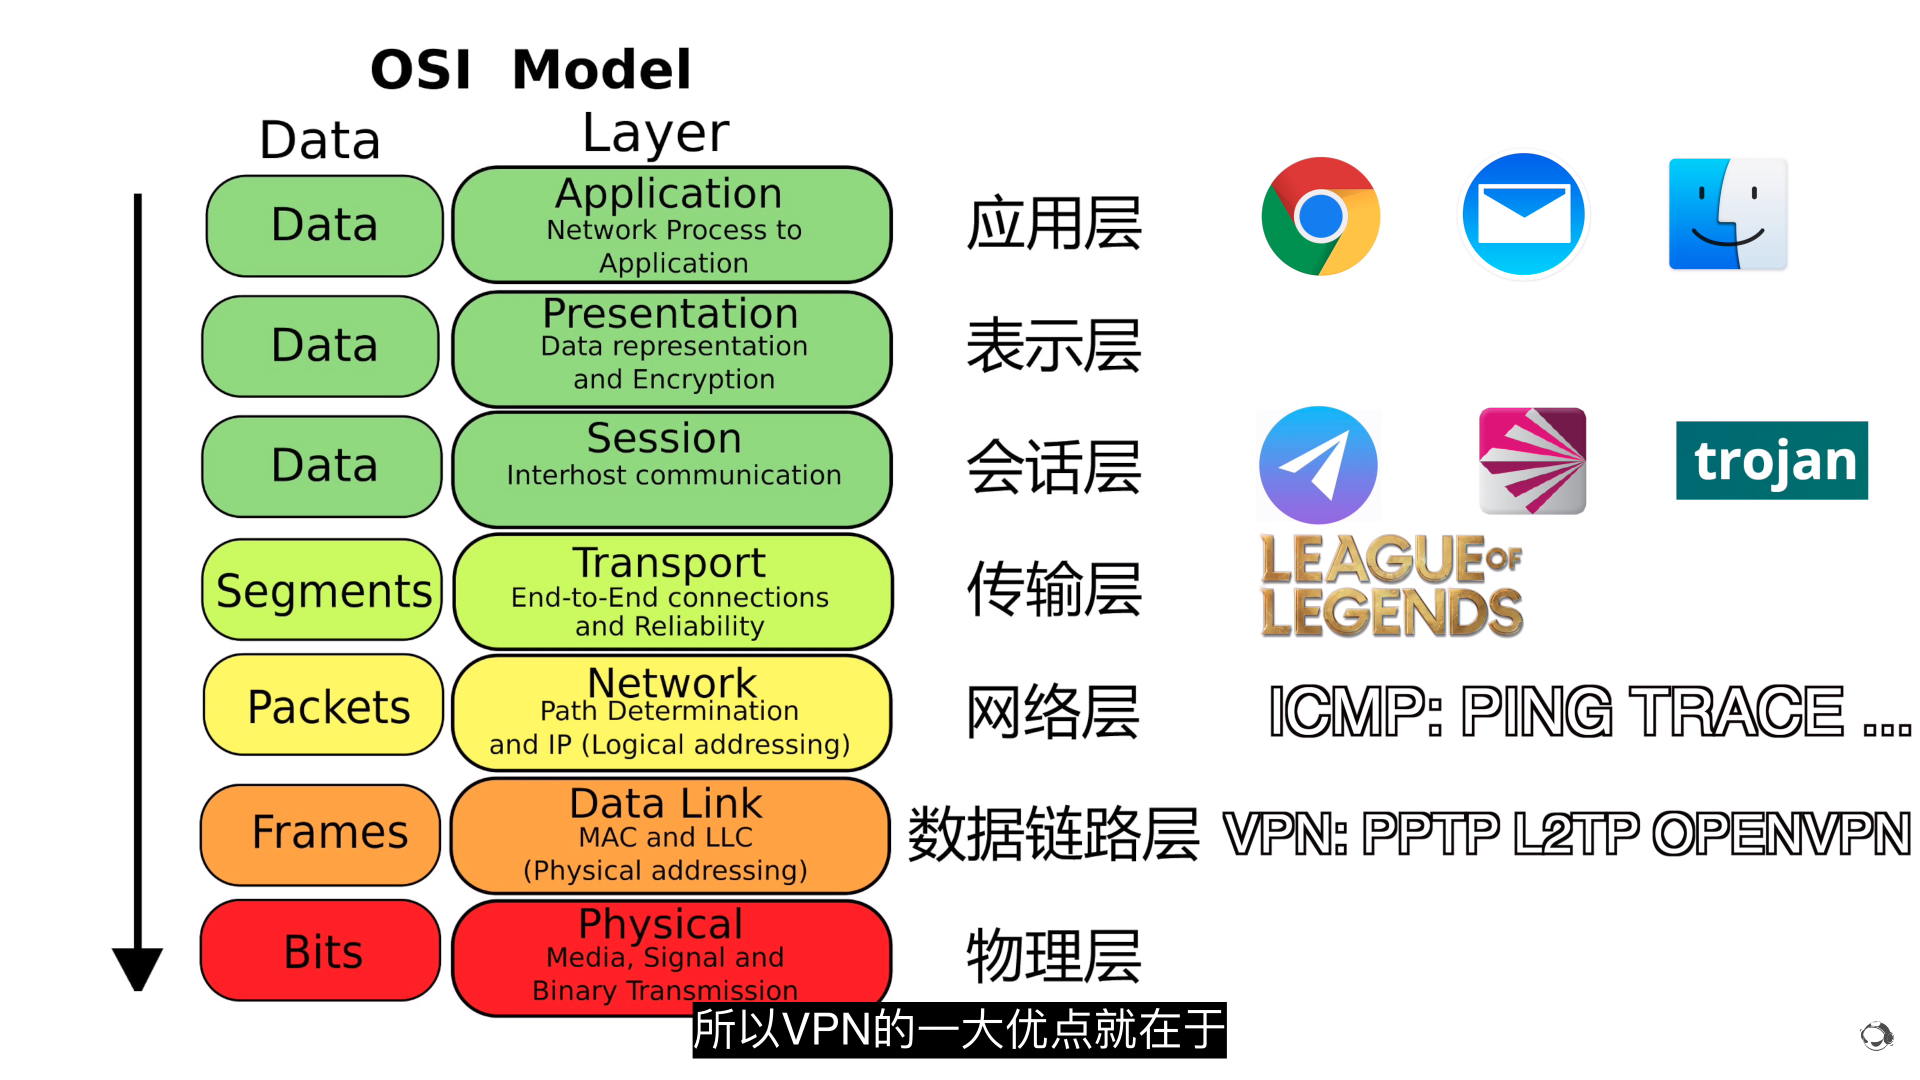 OSI Model
Data
Layer
Data
Application
Network Process to
Application
应用层
Data
Presentation
Data representation
and Encryption
表示层
Data
Session
Interhost communication
会话层
trojan
Segments
Transport
End-to-End connections
and Reliability
传输层
LEAGUE OF
LEGENDS
Packets
Network
Path Determination
and IP (Logical addressing)
网络层
ICMP: PING TRACE ...
Frames
Data Link
MAC and LLC
(Physical addressing)
数据链路层
VPN: PPTP L2TP OPENVPN
Bits
Physical
Media, Signal and
Binary Transmission
物理层
所以VPN的一大优点就在于